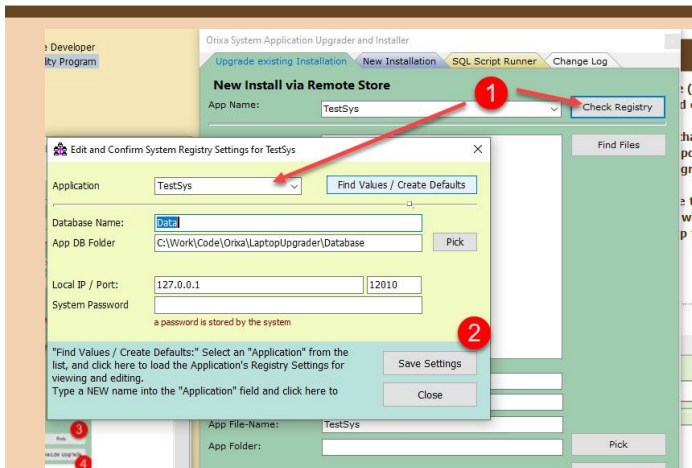 e Developer
lity Program
Orixa System Application Upgrader and Installer
Upgrade existing Installation
New Installation
SQL Script Runner
Change Log
New Install via Remote Store
App Name:
TestSys
1
Check Registry
Find Files
Edit and Confirm System Registry Settings for TestSys
Application
TestSys
Find Values / Create Defaults
Database Name:
Data
App DB Folder
C:\Work\Code\Orixa\LaptopUpgrader\Database
Pick
Local IP / Port:
127.0.0.1
12010
System Password
a password is stored by the system
2
"Find Values / Create Defaults:" Select an "Application" from the
list, and click here to load the Application's Registry Settings for
viewing and editing.
Type a NEW name into the "Application" field and click here to
Save Settings
Close
App File-Name:
TestSys
App Folder:
Pick
3
Pick
4